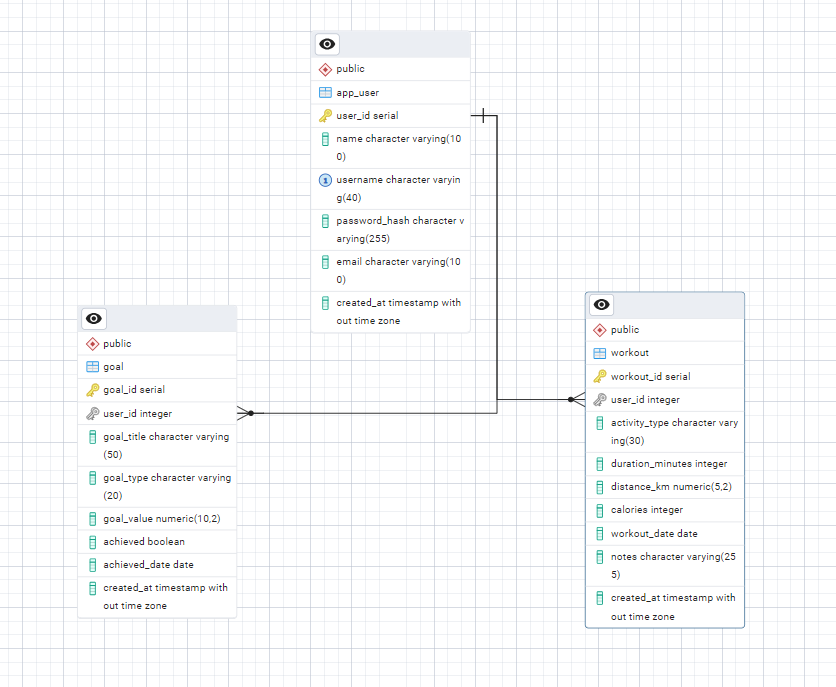 public
app_user
user_id serial
name character varying(10
0)
1
username character varyin
g(40)
password_hash character v
arying(255)
email character varying(10
0)
created_at timestamp with
out time zone
public
goal
goal_id serial
user_id integer
goal_title character varying
(50)
goal_type character varying
(20)
goal_value numeric(10,2)
achieved boolean
achieved_date date
created_at timestamp with
out time zone
public
workout
workout_id serial
user_id integer
activity_type character vary
ing(30)
duration_minutes integer
distance_km numeric(5,2)
calories integer
workout_date date
notes character varying(25
5)
created_at timestamp with
out time zone